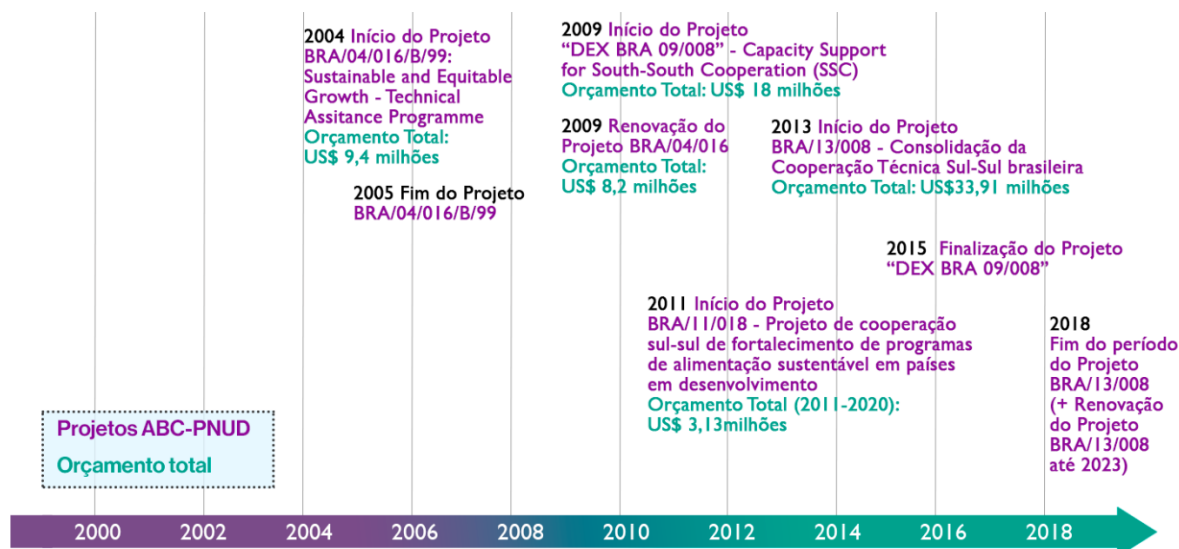 2004 Início do Projeto
BRA/04/016/B/99:
Sustainable and Equitable
Growth - Technical
Assitance Programme
Orçamento Total:
US$ 9,4 milhões
2005 Fim do Projeto
BRA/04/016/B/99
2009 Início do Projeto
“DEX BRA 09/008” - Capacity Support
for South-South Cooperation (SSC)
Orçamento Total: US$ 18 milhões
2009 Renovação do
Projeto BRA/04/016
Orçamento Total:
US$ 8,2 milhões
2013 Início do Projeto
BRA/13/008 - Consolidação da
Cooperação Técnica Sul-Sul brasileira
Orçamento Total: US$33,91 milhões
2015 Finalização do Projeto
“DEX BRA 09/008”
2011 Início do Projeto
BRA/11/018 - Projeto de cooperação
sul-sul de fortalecimento de programas
de alimentação sustentável em países
em desenvolvimento
Orçamento Total (2011-2020):
US$ 3,13milhões
2018
Fim do período
do Projeto
BRA/13/008
(+ Renovação
do Projeto
BRA/13/008
até 2023)
Projetos ABC-PNUD
Orçamento total
2000 2002 2004 2006 2008 2010 2012 2014 2016 2018